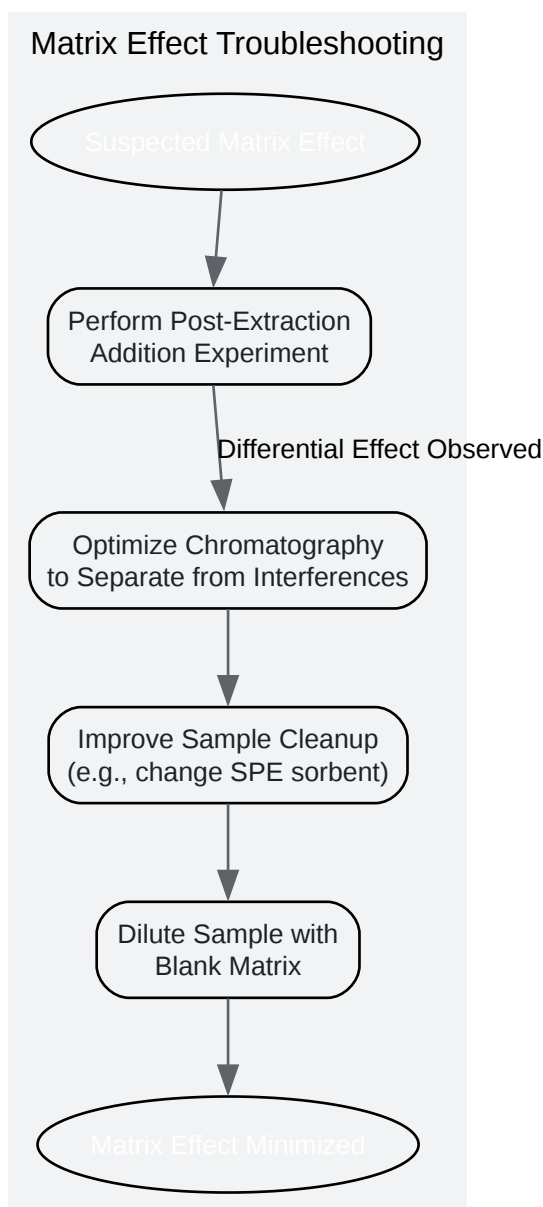 Matrix Effect Troubleshooting
Suspected Matrix Effect
Perform Post-Extraction
Addition Experiment
Differential Effect Observed
Optimize Chromatography
to Separate from Interferences
Improve Sample Cleanup
(e.g., change SPE sorbent)
Dilute Sample with
Blank Matrix
Matrix Effect Minimized